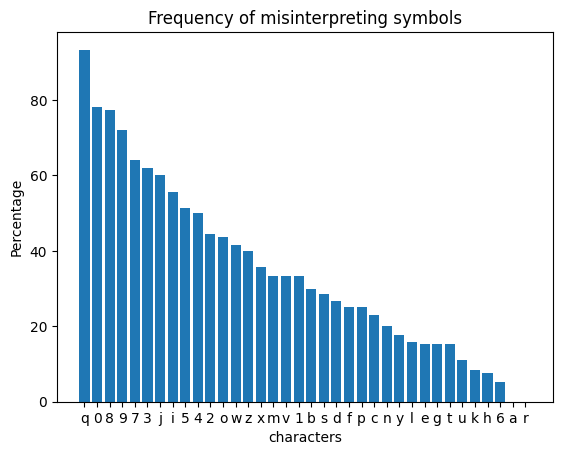 Frequency of misinterpreting symbols
Percentage
80
60
40
20
0
q 0 8 9 7 3 j i 5 4 2 o w z x m v 1 b s d f p c n y l e g t u k h 6 a r
characters